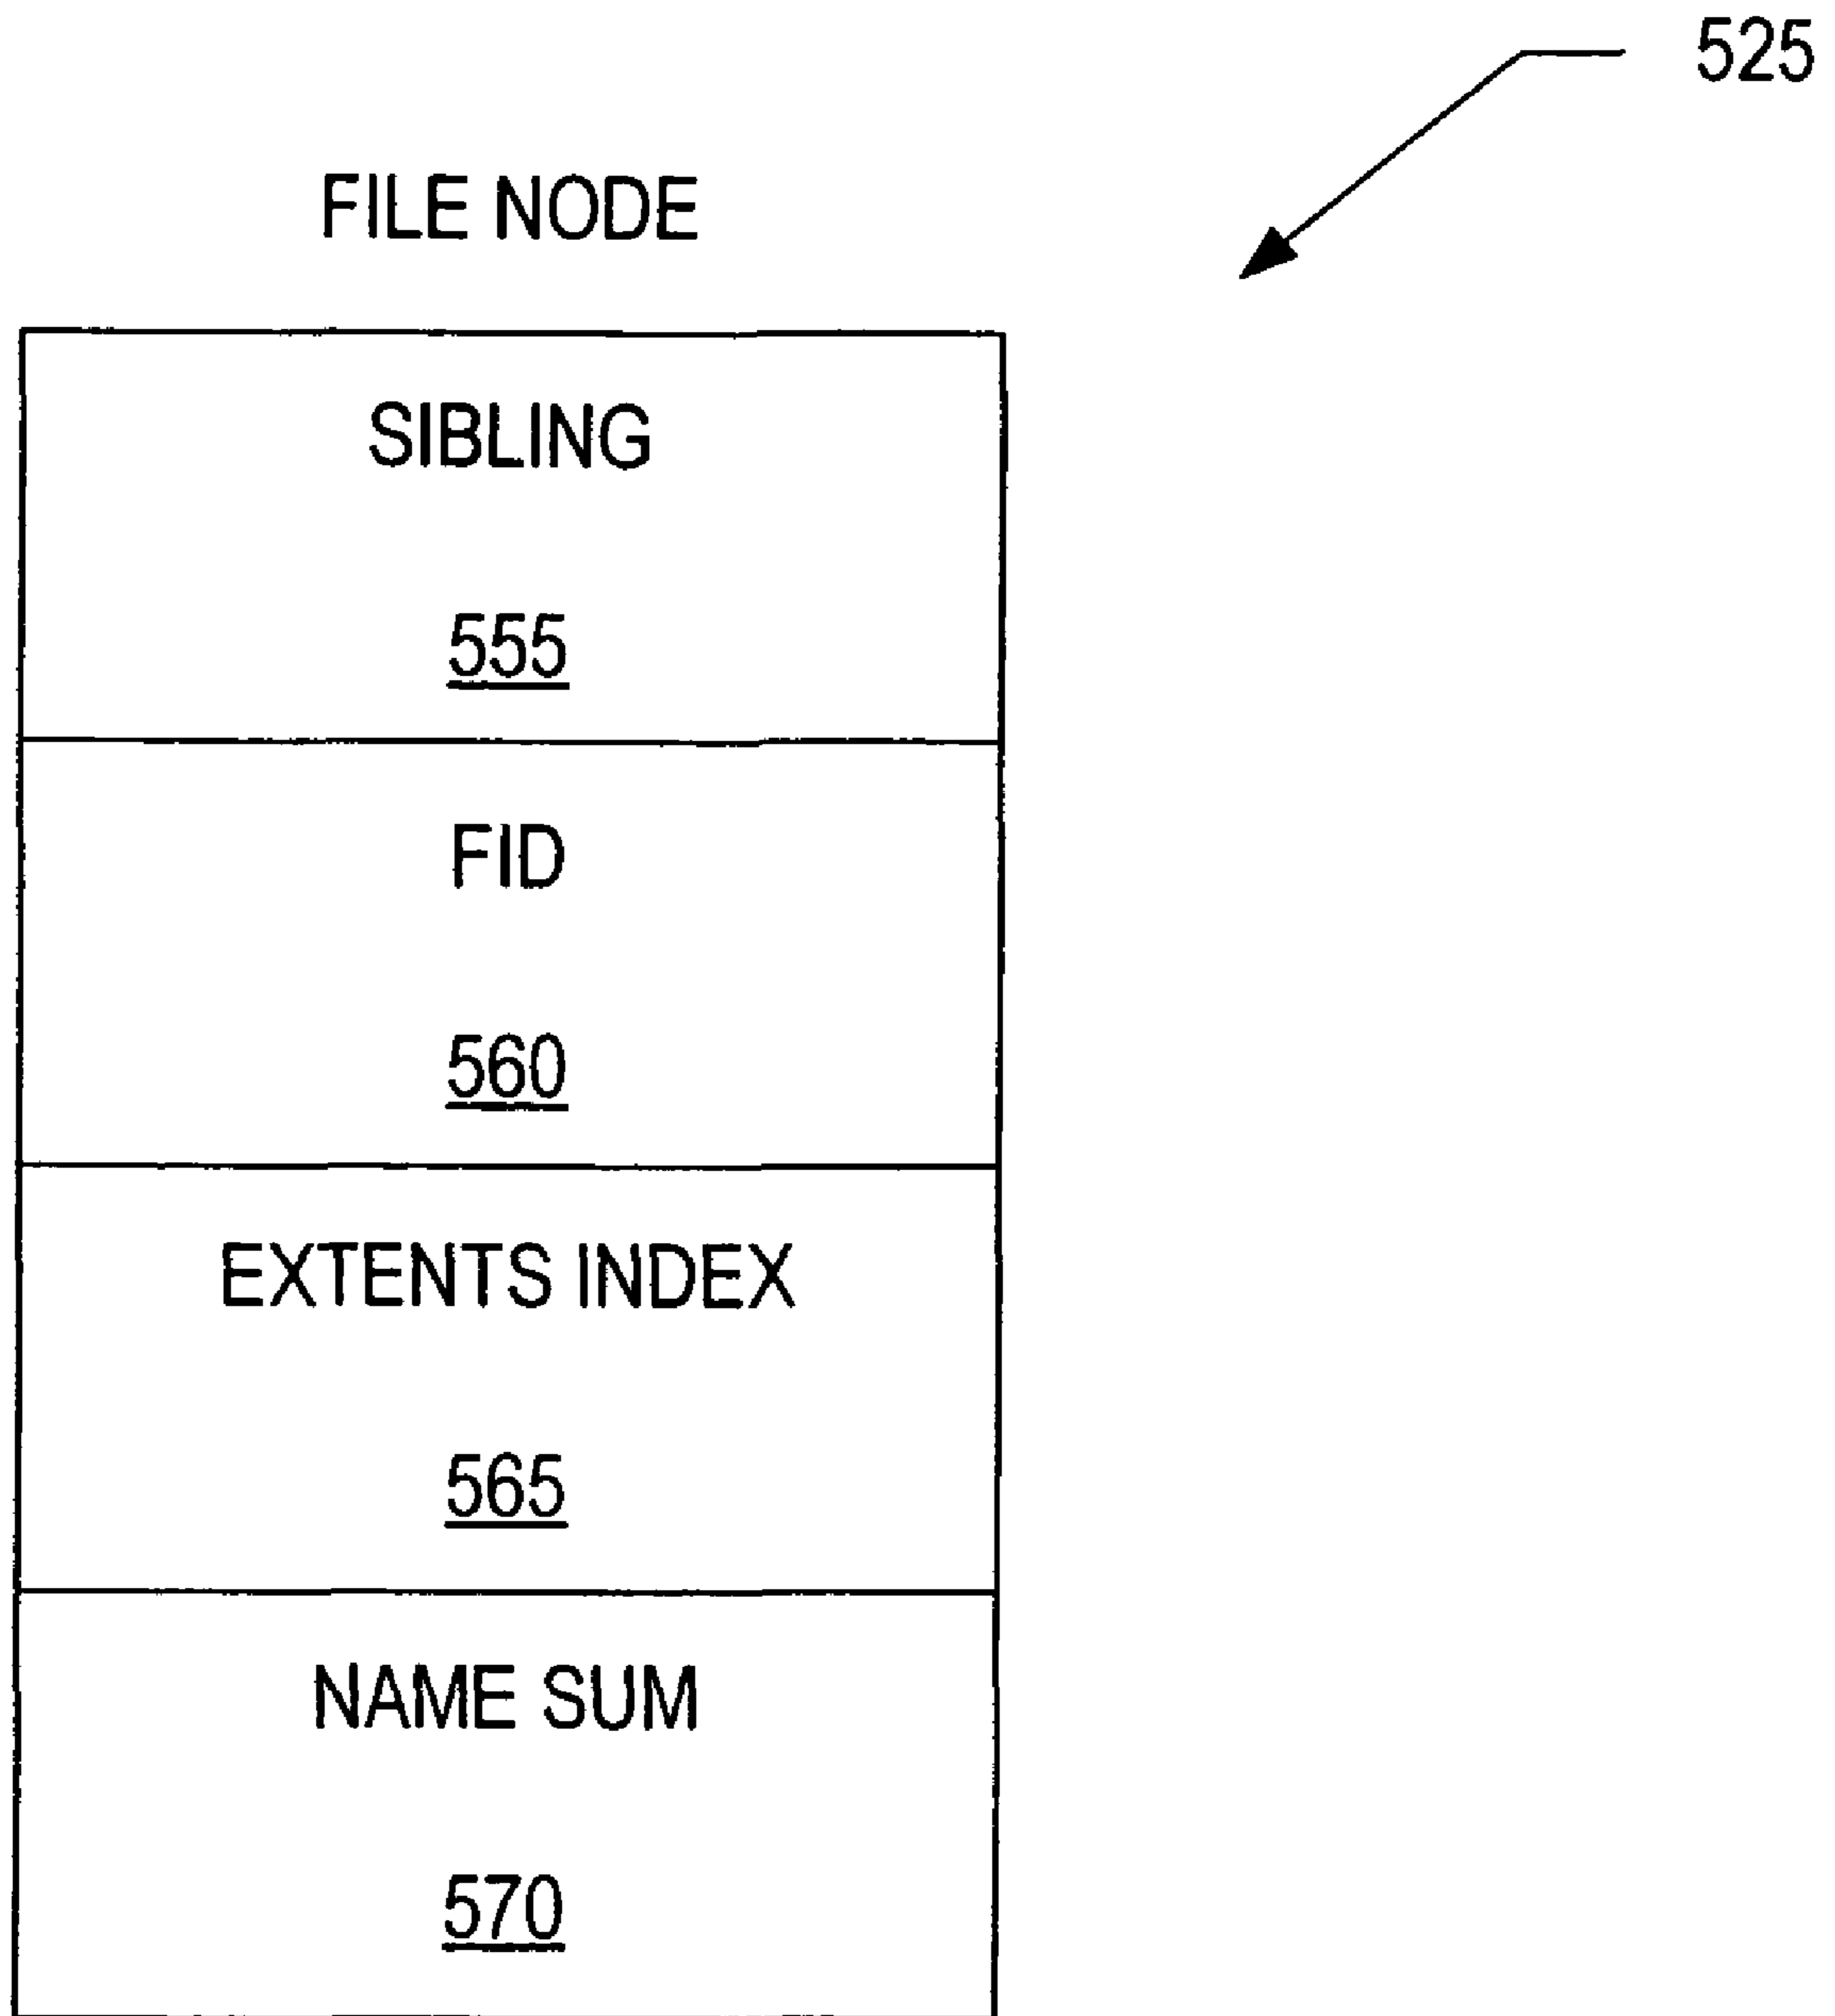 525
FILE NODE
SIBLING
555
FID
560
EXTENTS INDEX
565
NAME SUM
570